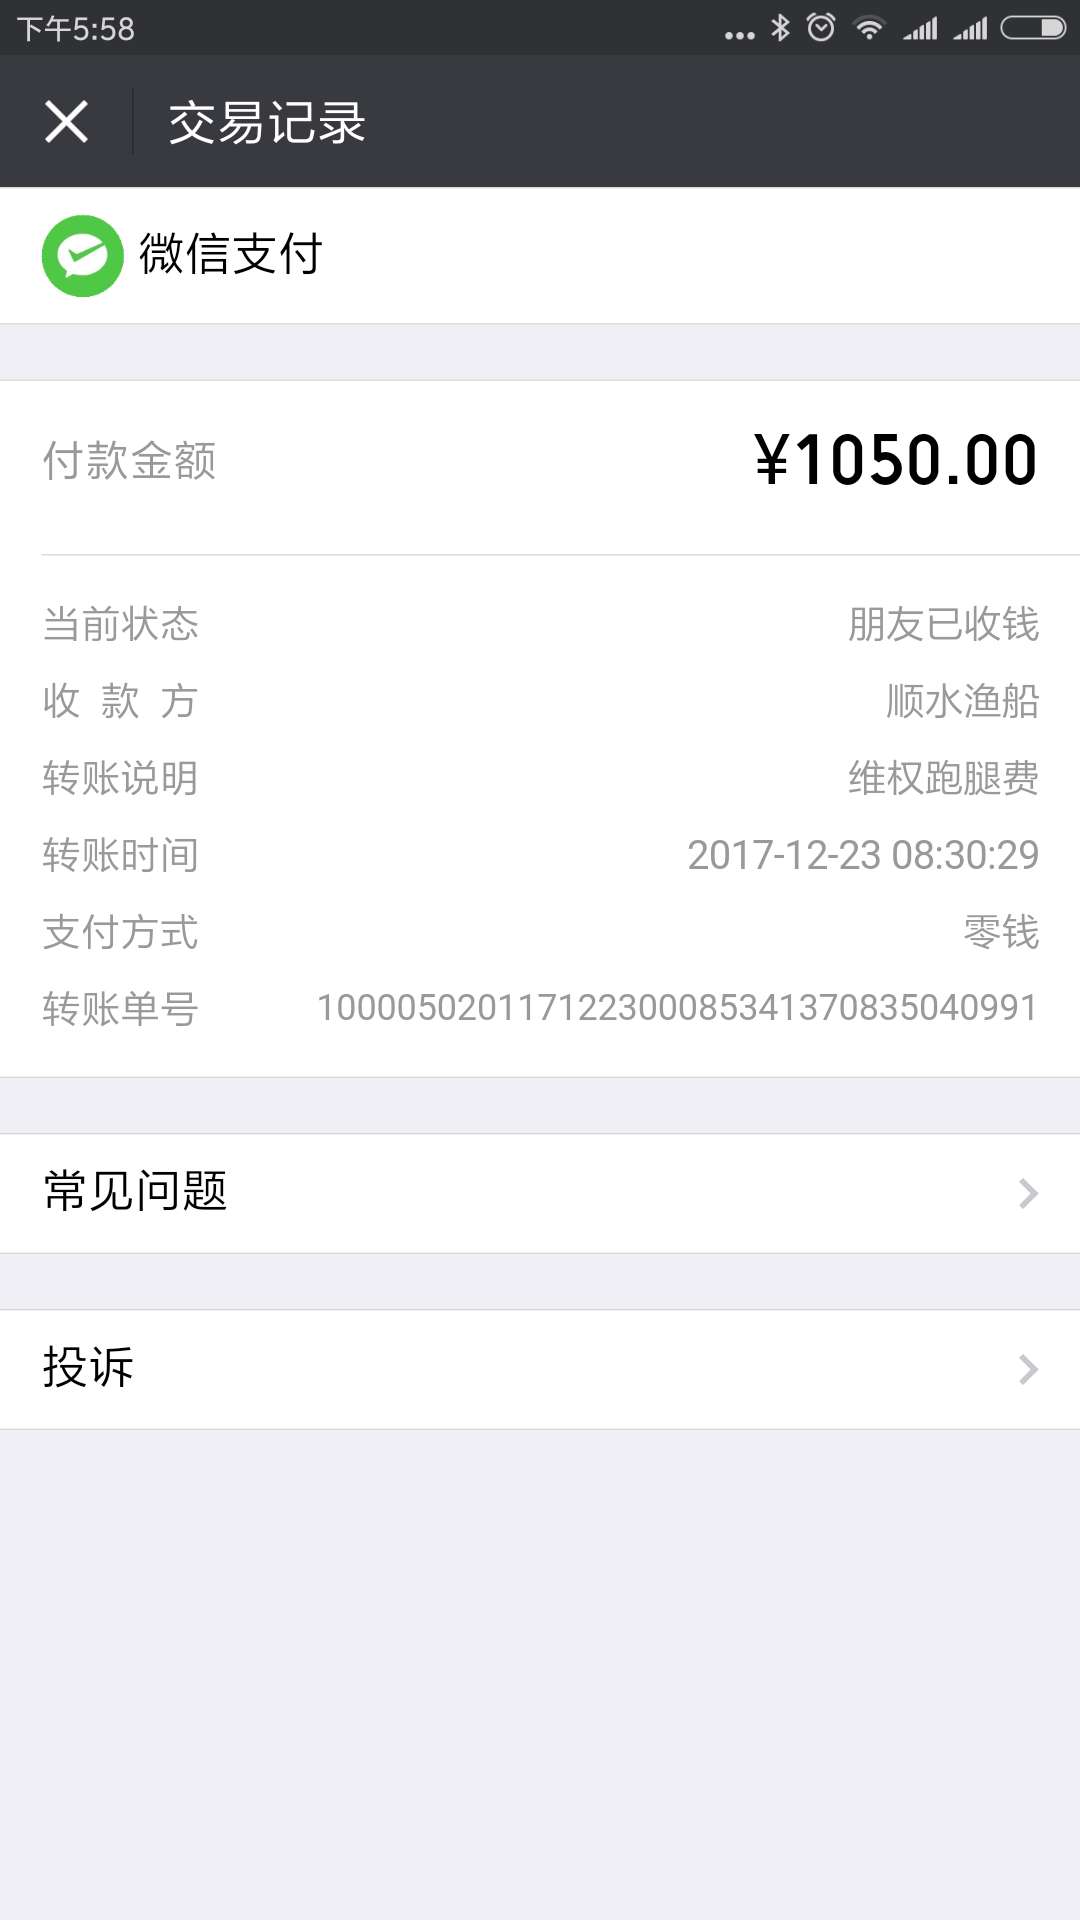 下午5:58
交易记录
微信支付
付款金额 ¥1050.00
当前状态 朋友已收钱
收 款 方 顺水渔船
转账说明 维权跑腿费
转账时间 2017-12-23 08:30:29
支付方式 零钱
转账单号 1000050201171223000853413708350​40991
常见问题
投诉